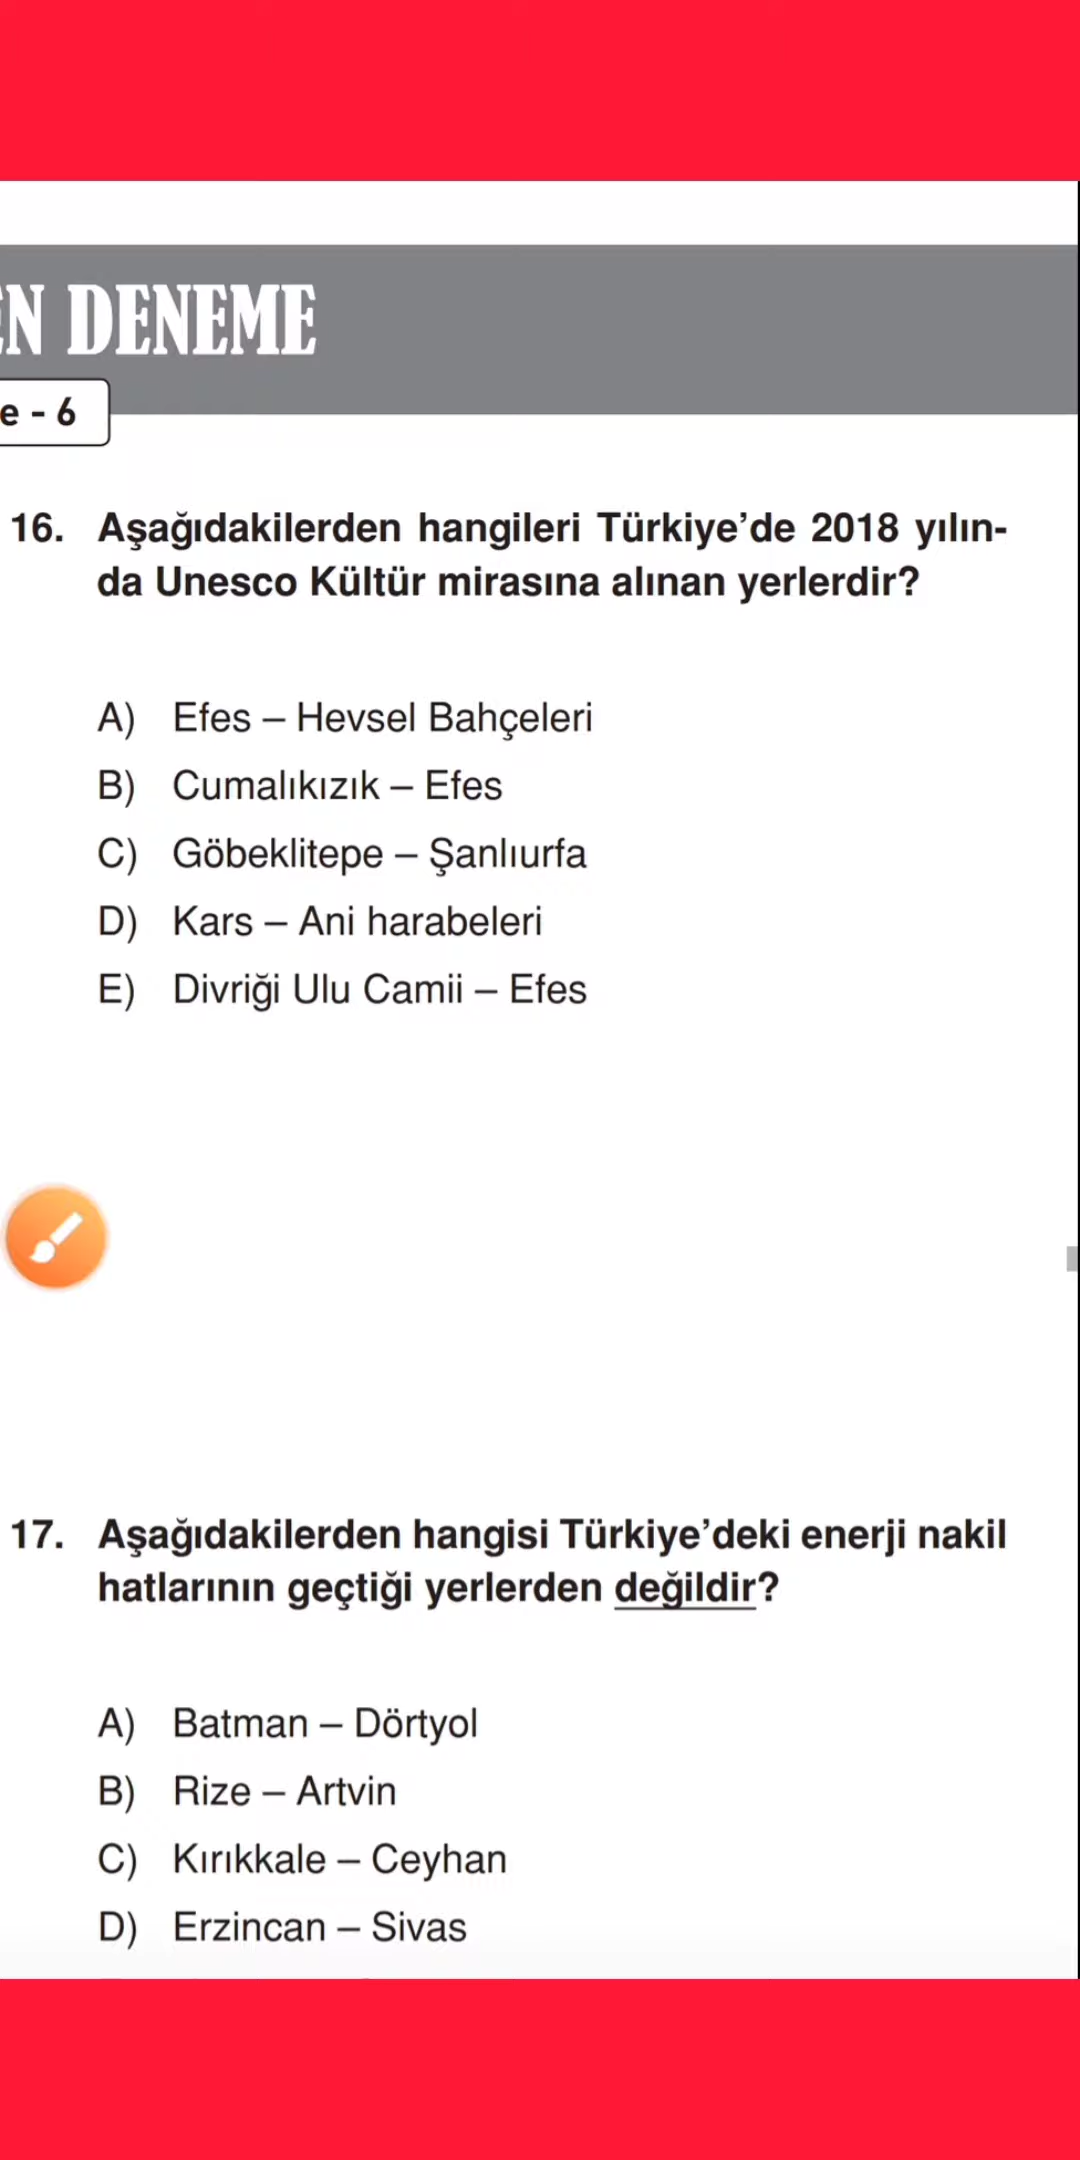 EN DENEME
e - 6
16. Aşağıdakilerden hangileri Türkiye’de 2018 yılın-
da Unesco Kültür mirasına alınan yerlerdir?
A) Efes – Hevsel Bahçeleri
B) Cumalıkızık – Efes
C) Göbeklitepe – Şanlıurfa
D) Kars – Ani harabeleri
E) Divriği Ulu Camii – Efes
17. Aşağıdakilerden hangisi Türkiye’deki enerji nakil
hatlarının geçtiği yerlerden değildir?
A) Batman – Dörtyol
B) Rize – Artvin
C) Kırıkkale – Ceyhan
D) Erzincan – Sivas